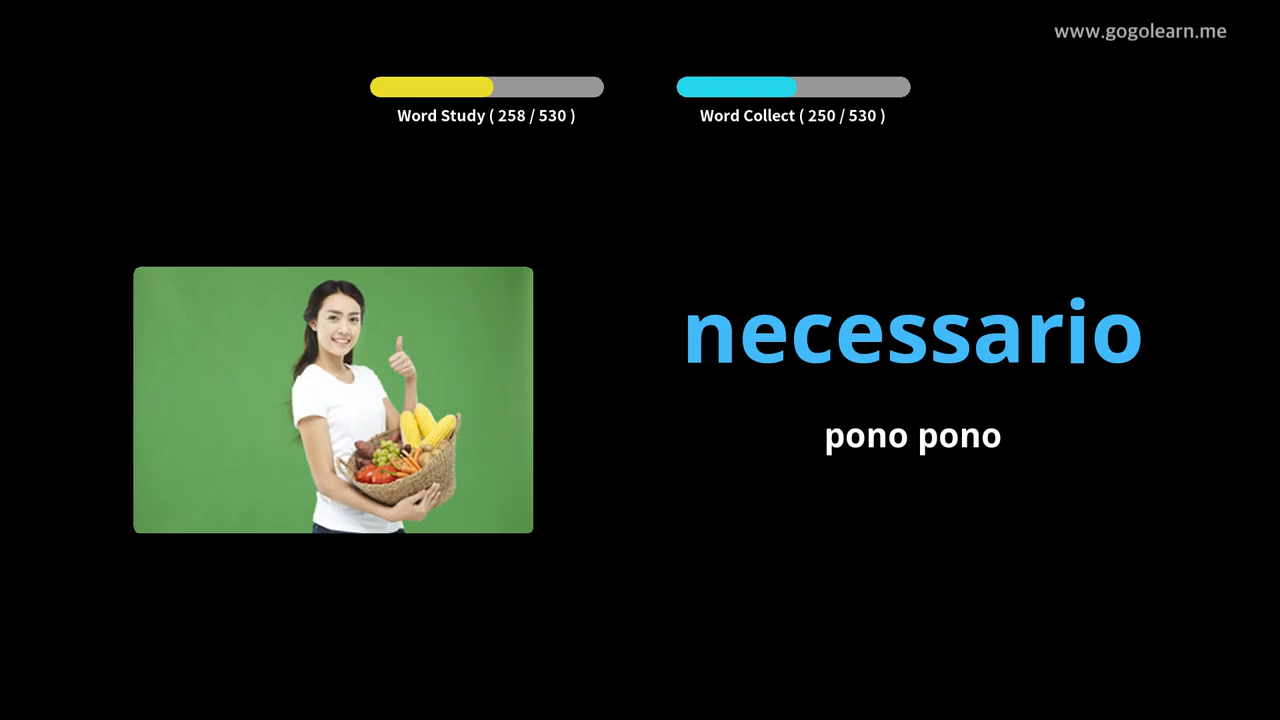 www.gogolearn.me
Word Study ( 258 / 530 )
Word Collect ( 250 / 530 )
necessario
pono pono